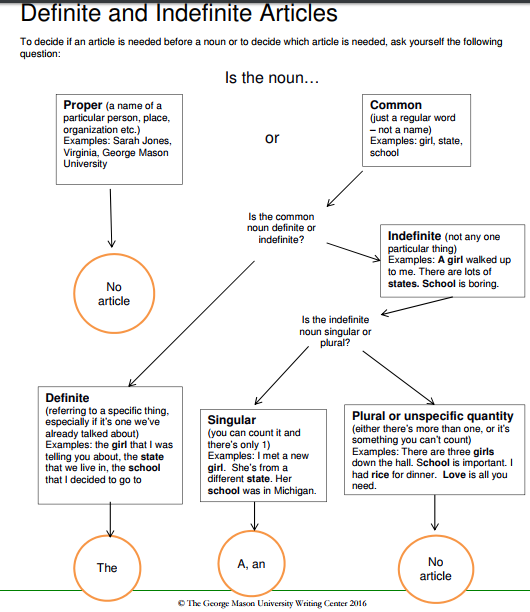 Definite and Indefinite Articles
To decide if an article is needed before a noun or to decide which article is needed, ask yourself the following
question:
Is the noun…
Proper (a name of a
particular person, place,
organization etc.)
Examples: Sarah Jones,
Virginia, George Mason
University
or
Common
(just a regular word
– not a name)
Examples: girl, state,
school
Is the common
noun definite or
indefinite?
Indefinite (not any one
particular thing)
Examples: A girl walked up
to me. There are lots of
states. School is boring.
No
article
Is the indefinite
noun singular or
plural?
Definite
(referring to a specific thing,
especially if it's one we've
already talked about)
Examples: the girl that I was
telling you about, the state
that we live in, the school
that I decided to go to
Singular
(you can count it and
there's only 1)
Examples: I met a new
girl. She's from a
different state. Her
school was in Michigan.
Plural or unspecific quantity
(either there's more than one, or it's
something you can't count)
Examples: There are three girls
down the hall. School is important. I
had rice for dinner. Love is all you
need.
The
A, an
No
article
© The George Mason University Writing Center 2016